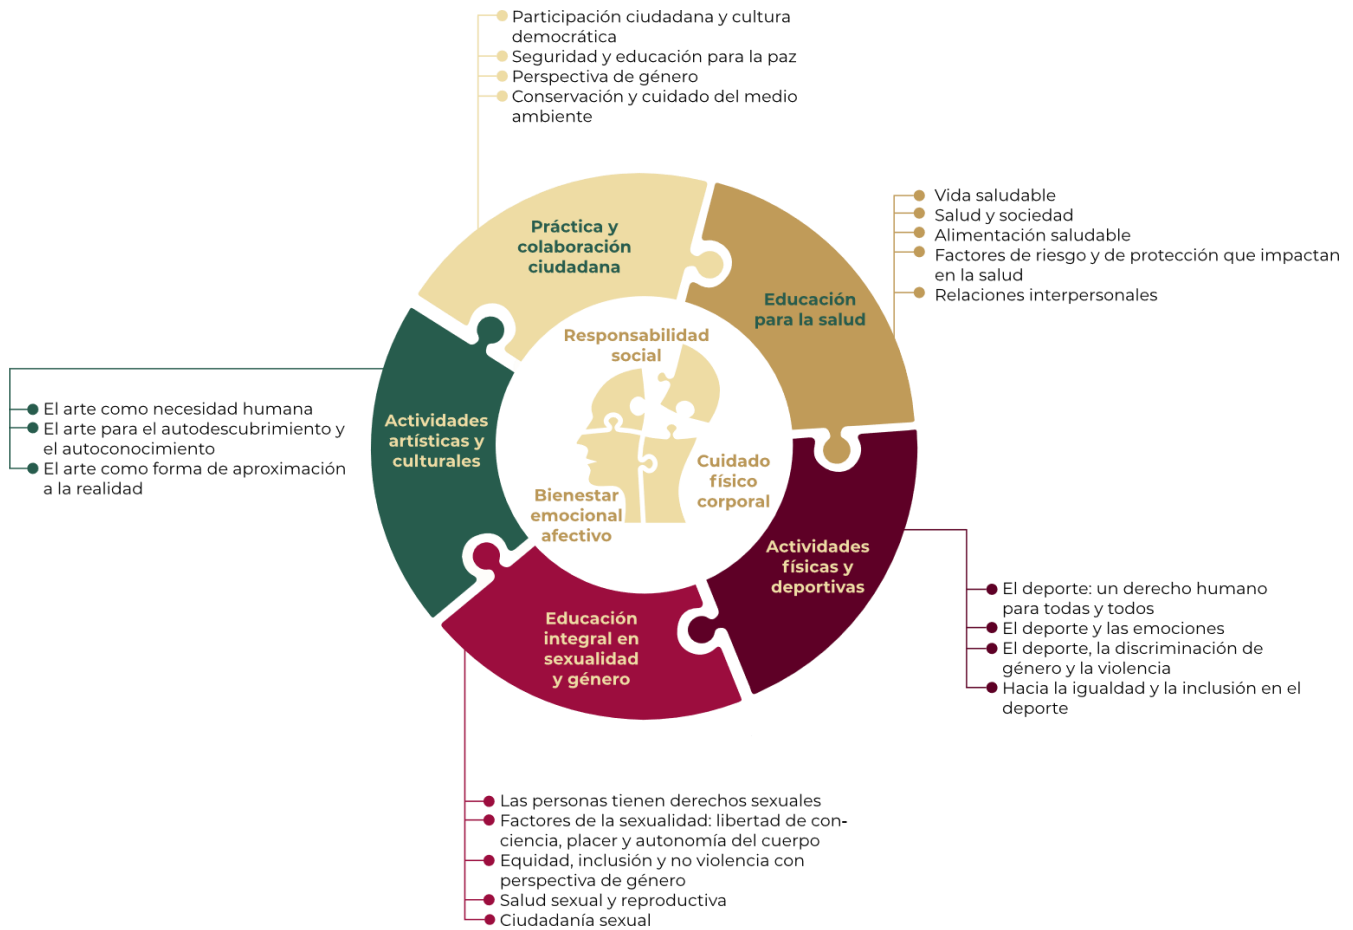 Participación ciudadana y cultura
democrática
Seguridad y educación para la paz
Perspectiva de género
Conservación y cuidado del medio
ambiente
Práctica y
colaboración
ciudadana
Educación
para la salud
Vida saludable
Salud y sociedad
Alimentación saludable
Factores de riesgo y de protección que impactan
en la salud
Relaciones interpersonales
Responsabilidad
social
Cuidado
físico
corporal
Bienestar
emocional
afectivo
Actividades
artísticas y
culturales
El arte como necesidad humana
El arte para el autodescubrimiento y
el autoconocimiento
El arte como forma de aproximación
a la realidad
Actividades
físicas y
deportivas
El deporte: un derecho humano
para todas y todos
El deporte y las emociones
El deporte, la discriminación de
género y la violencia
Hacia la igualdad y la inclusión en el
deporte
Educación
integral en
sexualidad
y género
Las personas tienen derechos sexuales
Factores de la sexualidad: libertad de con-
ciencia, placer y autonomía del cuerpo
Equidad, inclusión y no violencia con
perspectiva de género
Salud sexual y reproductiva
Ciudadanía sexual